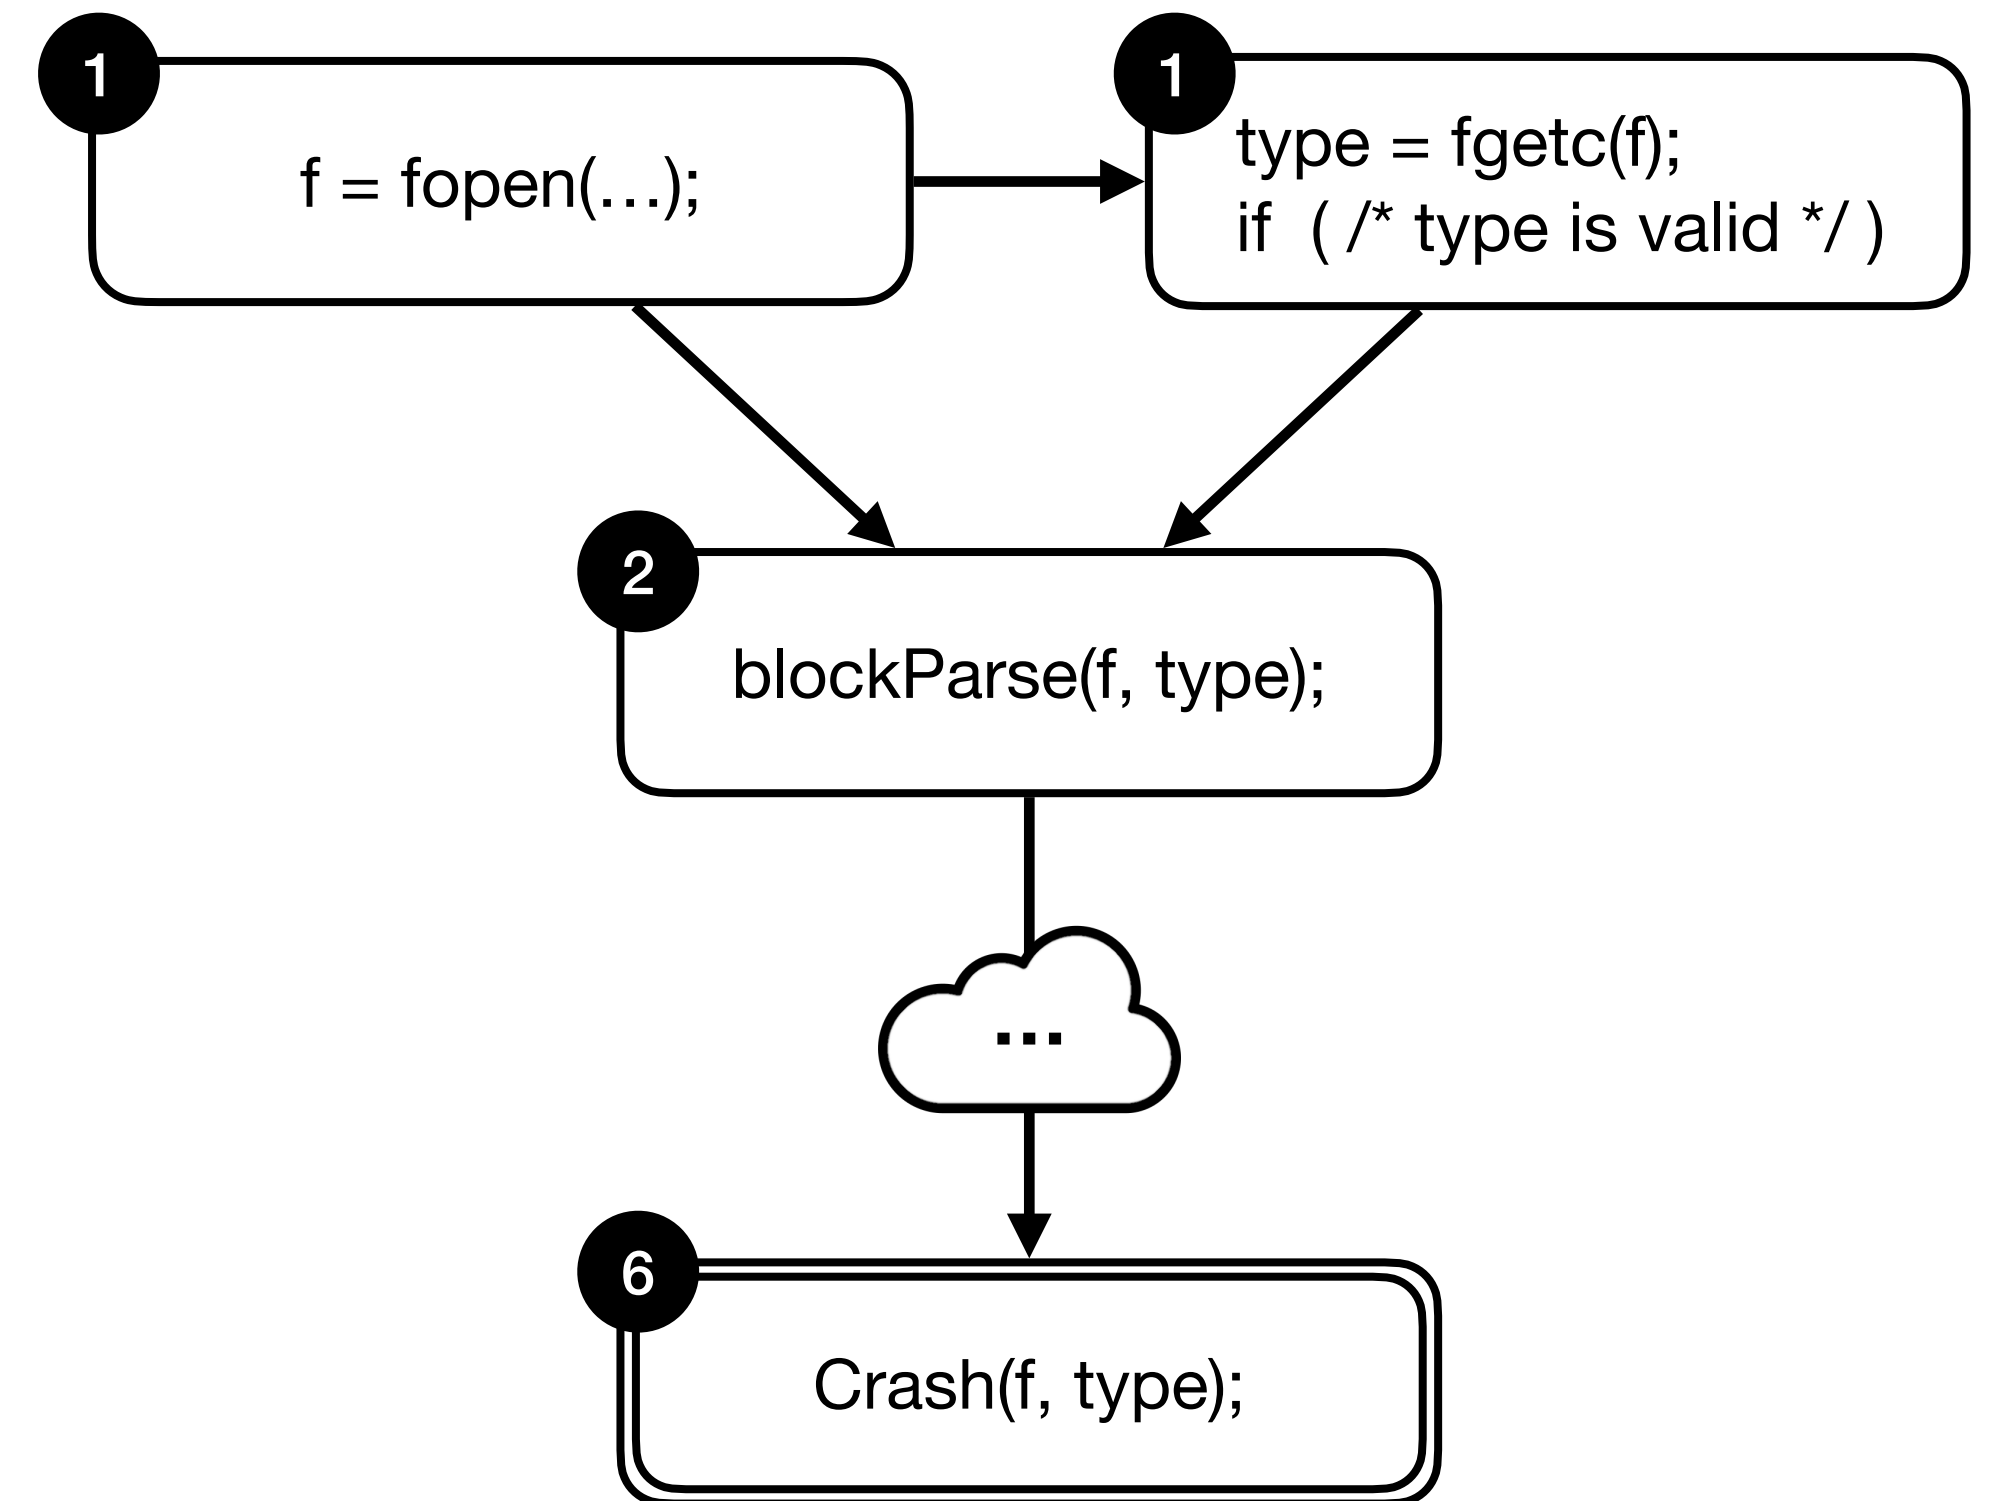 1
f = fopen(...);
1
type = fgetc(f);
if ( /* type is valid */ )
2
blockParse(f, type);
...
6
Crash(f, type);